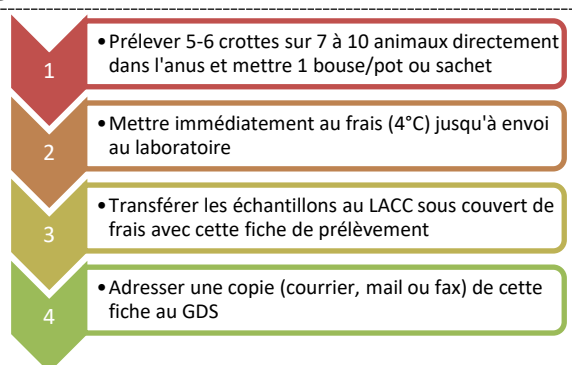 1
•Prélever 5-6 crottes sur 7 à 10 animaux directement
dans l'anus et mettre 1 bouse/pot ou sachet
2
•Mettre immédiatement au frais (4°C) jusqu'à envoi
au laboratoire
3
•Transférer les échantillons au LACC sous couvert de
frais avec cette fiche de prélèvement
4
•Adresser une copie (courrier, mail ou fax) de cette
fiche au GDS